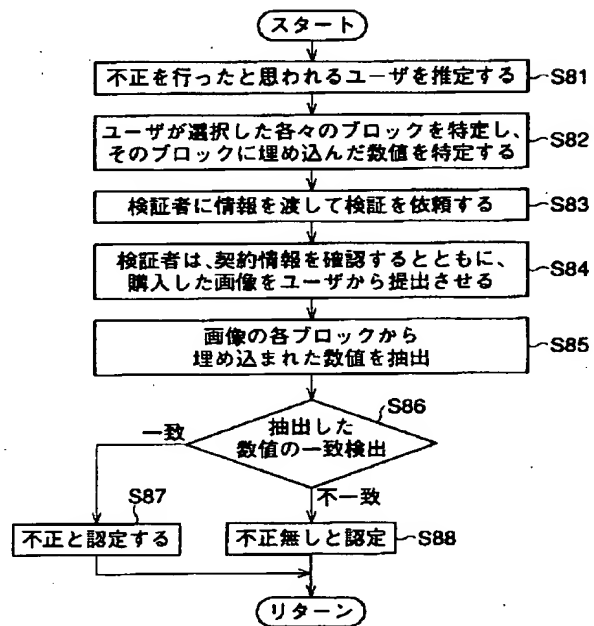 スタート
不正を行ったと思われるユーザを推定する
S81
ユーザが選択した各々のブロックを特定し、
そのブロックに埋め込んだ数値を特定する
S82
検証者に情報を渡して検証を依頼する
S83
検証者は、契約情報を確認するとともに、
購入した画像をユーザから提出させる
S84
画像の各ブロックから
埋め込まれた数値を抽出
S85
S86
一致
抽出した
数値の一致検出
S87
不一致
不正と認定する
不正無しと認定
S88
リターン